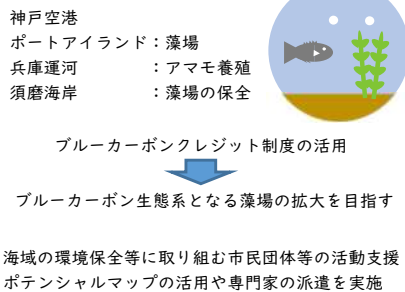 神戸空港
ポートアイランド：藻場
兵庫運河　　　　：アマモ養殖
須磨海岸　　　　：藻場の保全
ブルーカーボンクレジット制度の活用
ブルーカーボン生態系となる藻場の拡大を目指す
海域の環境保全等に取り組む市民団体等の活動支援
ポテンシャルマップの活用や専門家の派遣を実施